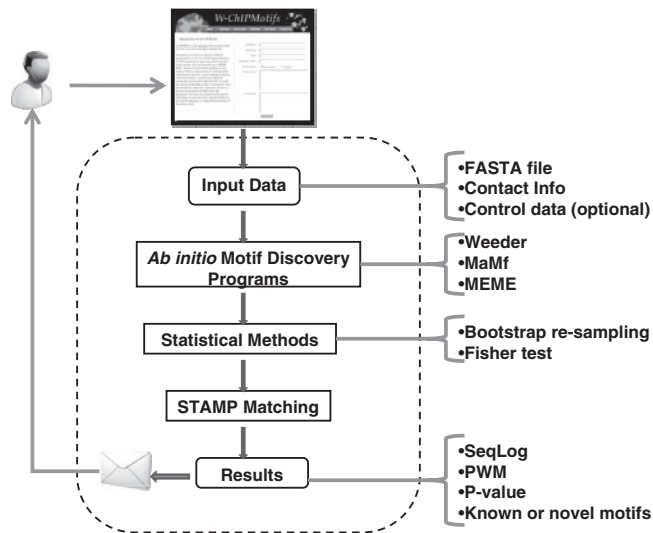 W-ChIPMotifs
Input Data
•FASTA file
•Contact Info
•Control data (optional)
Ab initio Motif Discovery
Programs
•Weeder
•MaMf
•MEME
Statistical Methods
•Bootstrap re-sampling
•Fisher test
STAMP Matching
Results
•SeqLog
•PWM
•P-value
•Known or novel motifs